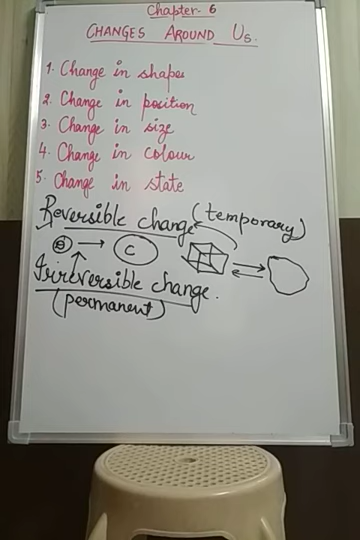 Chapter- 6
CHANGES AROUND US.
1. Change in shapes
2. Change in position
3. Change in size
4. Change in colour
5. Change in state
Reversible change (temporary)
B → C
Irreversible change.
(permanent)